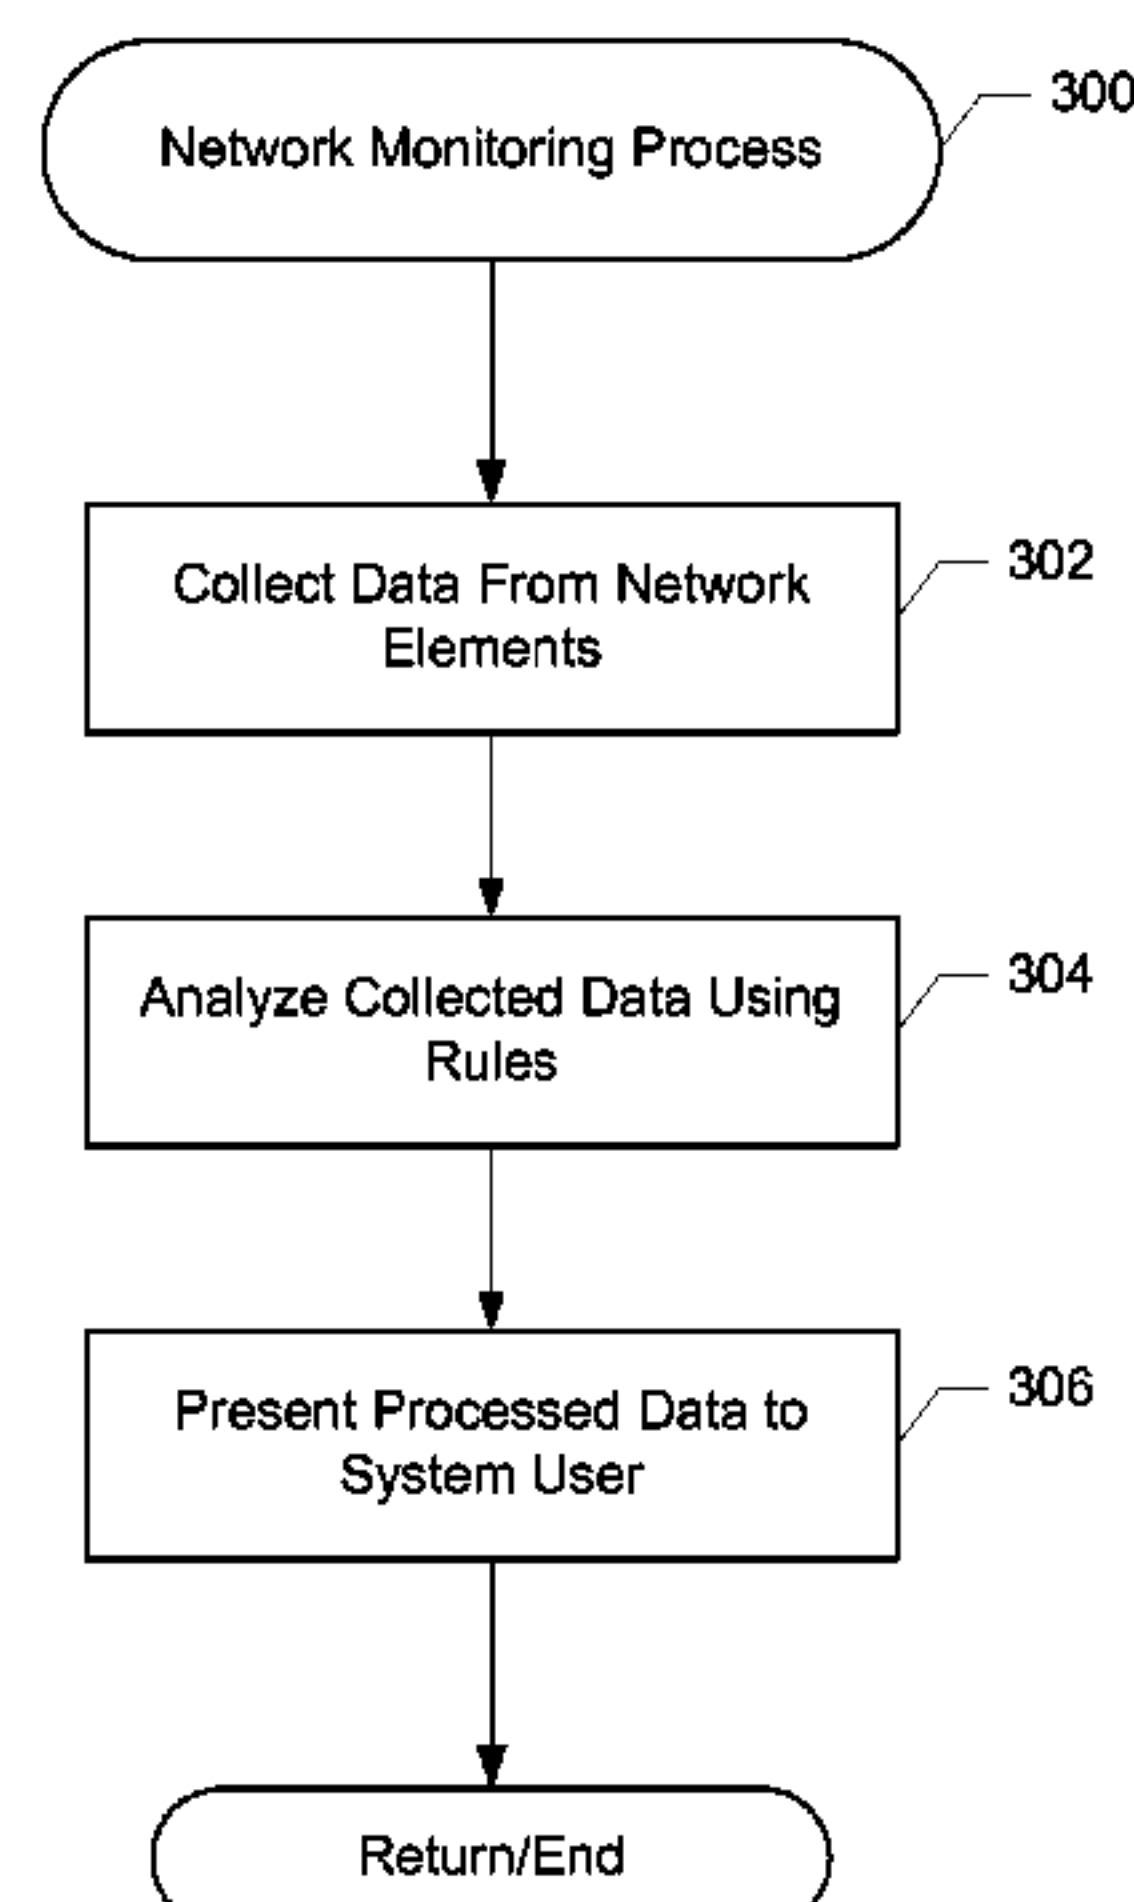 300
Network Monitoring Process
302
Collect Data From Network
Elements
304
Analyze Collected Data Using
Rules
306
Present Processed Data to
System User
Return/End